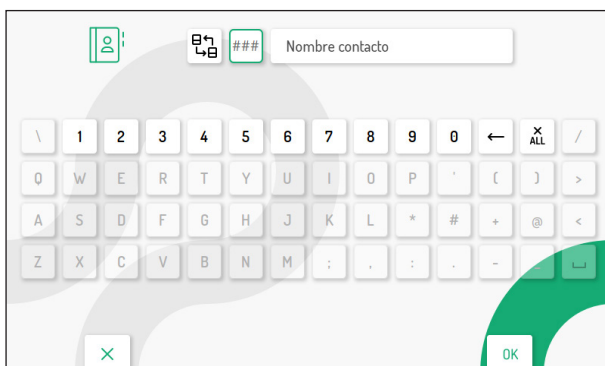 ### Nombre contacto
\ 1 2 3 4 5 6 7 8 9 0 ← × ALL /
Q W E R T Y U I O P ' ( ) >
A S D F G H J K L * # + @ <
Z X C V B N M ; , : . - _ ⌴
× OK